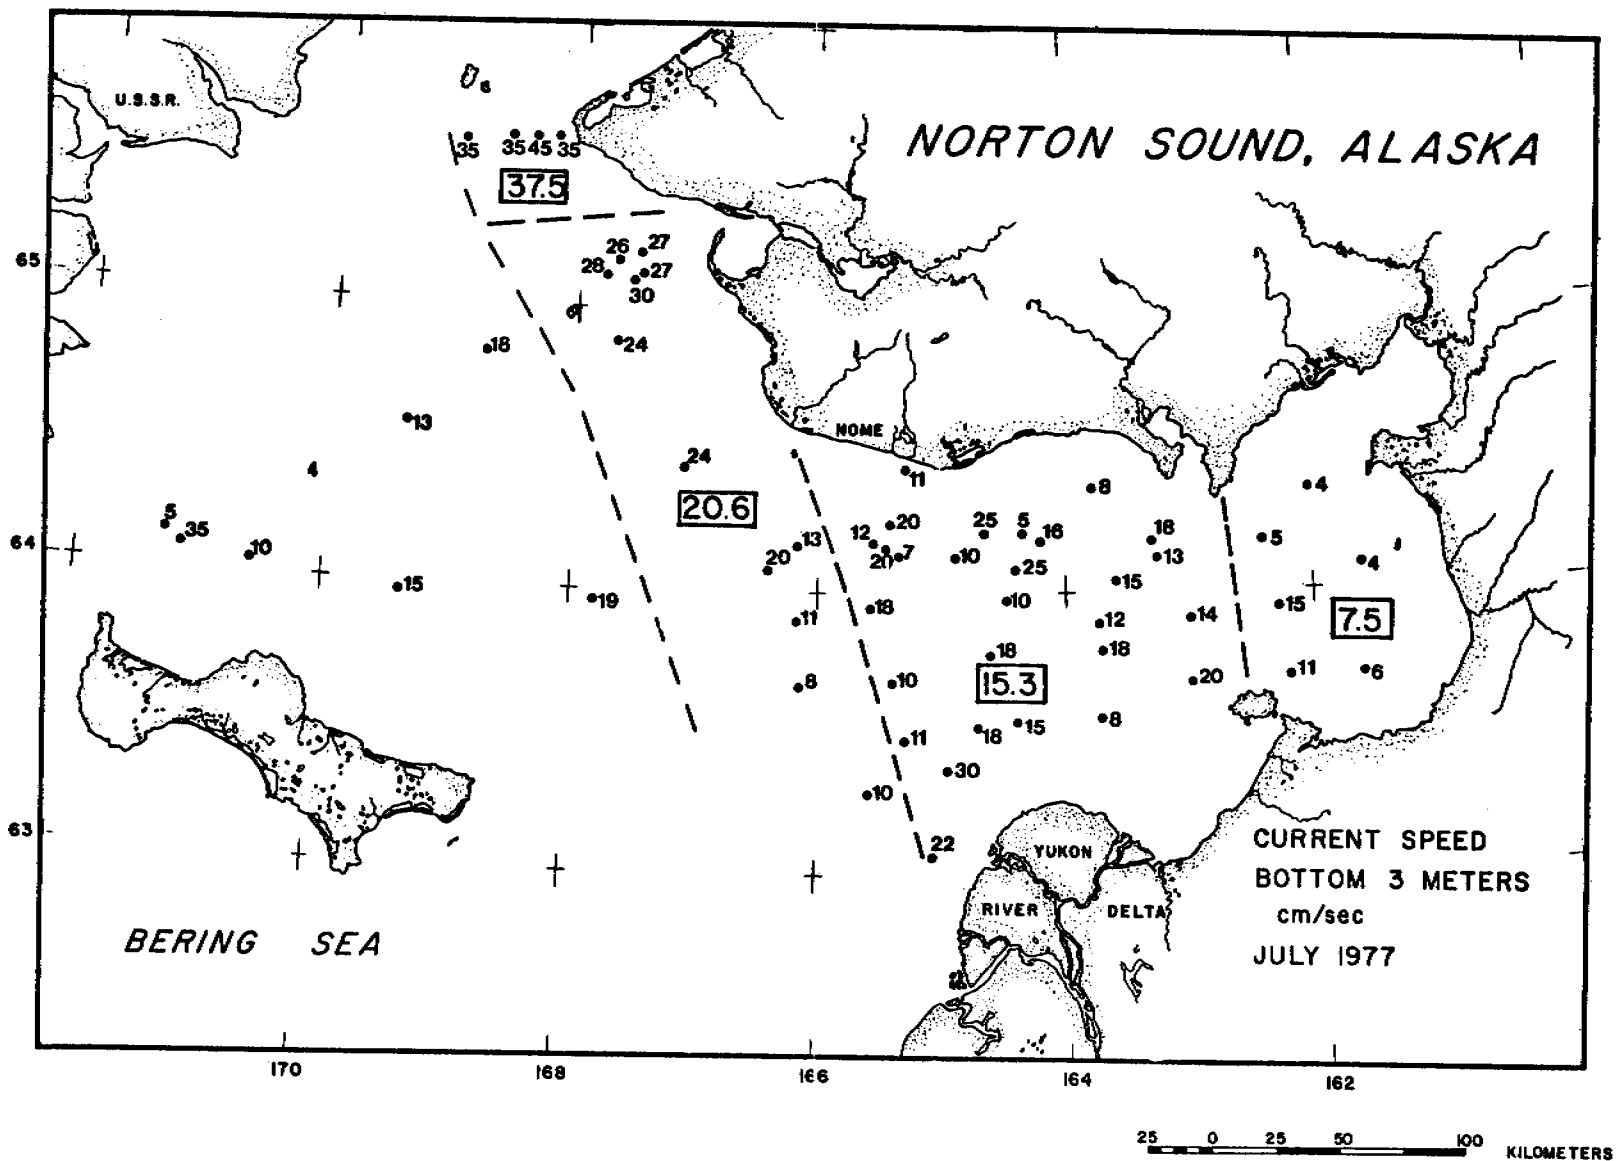 U.S.S.R.
NORTON SOUND, ALASKA
35 35 45 35
37.5
65
26 27
28 27
30
18 24
13
NOME
4 24
11 8 4
20.6
5 20 25 5 16 18
35 12 5
64
10 13 20 7 10 13 4
20 25
15 15
19 10 15
18 14
11 12 7.5
18 18
11 6
8 10 15.3 20
18 15 8
11
30
10
63
22
YUKON
RIVER DELTA
CURRENT SPEED
BOTTOM 3 METERS
cm/sec
JULY 1977
BERING SEA
170 168 166 164 162
25 0 25 50 100 KILOMETERS